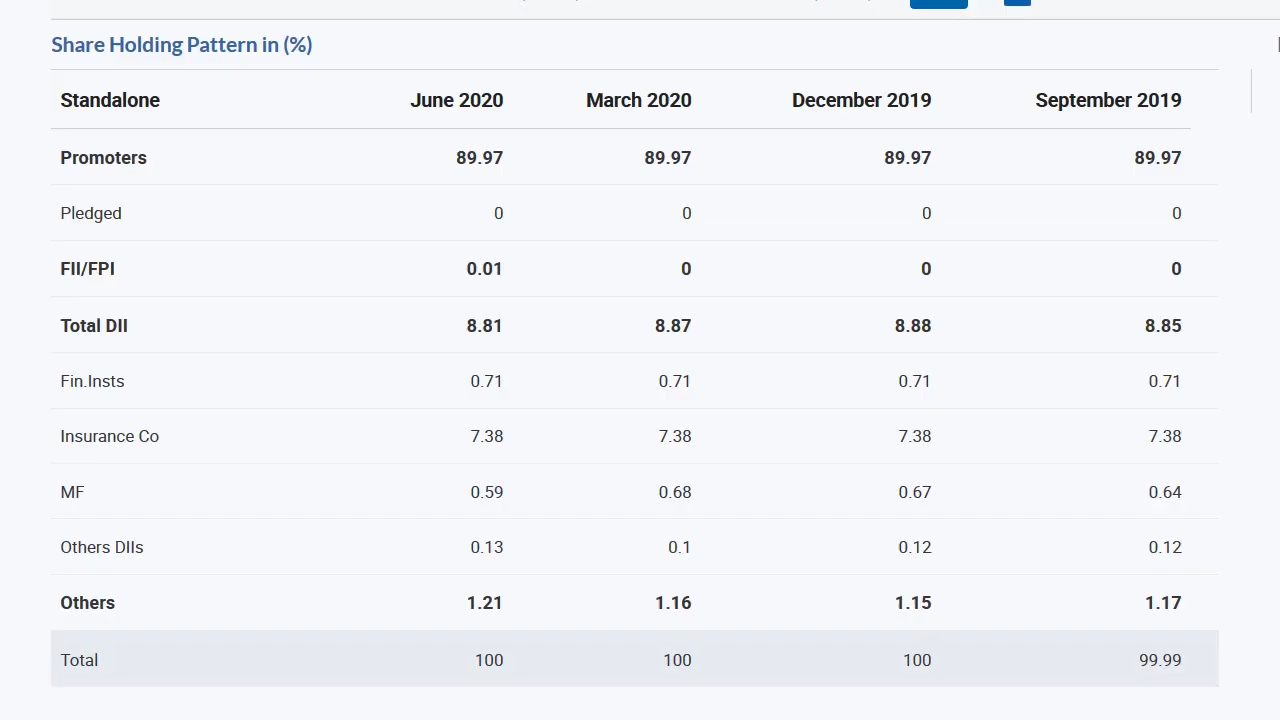 Share Holding Pattern in (%)
Standalone June 2020 March 2020 December 2019 September 2019
Promoters 89.97 89.97 89.97 89.97
Pledged 0 0 0 0
FII/FPI 0.01 0 0 0
Total DII 8.81 8.87 8.88 8.85
Fin.Insts 0.71 0.71 0.71 0.71
Insurance Co 7.38 7.38 7.38 7.38
MF 0.59 0.68 0.67 0.64
Others DIIs 0.13 0.1 0.12 0.12
Others 1.21 1.16 1.15 1.17
Total 100 100 100 99.99